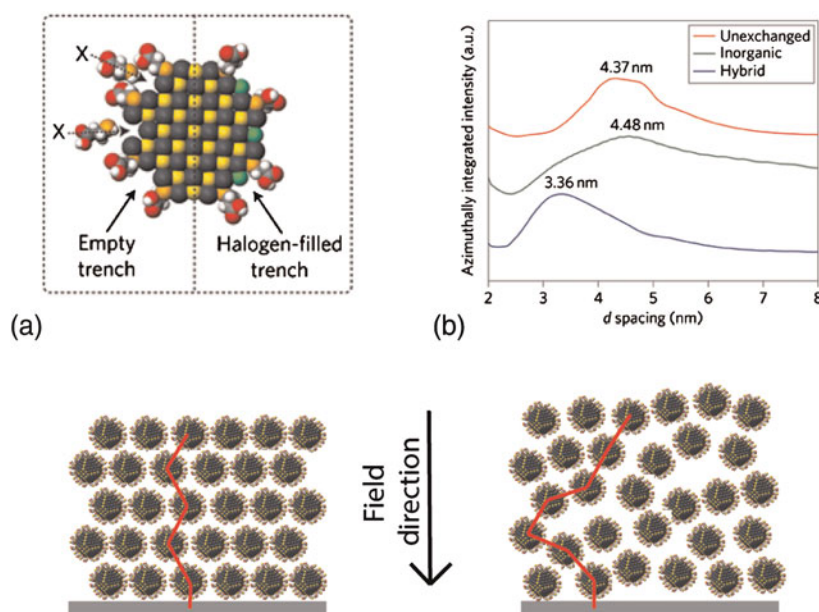 X
X
Empty
trench
Halogen-filled
trench
(a)
Azimuthally integrated intensity (a.u.)
Unexchanged
Inorganic
Hybrid
4.37 nm
4.48 nm
3.36 nm
2 3 4 5 6 7 8
d spacing (nm)
(b)
Field
direction